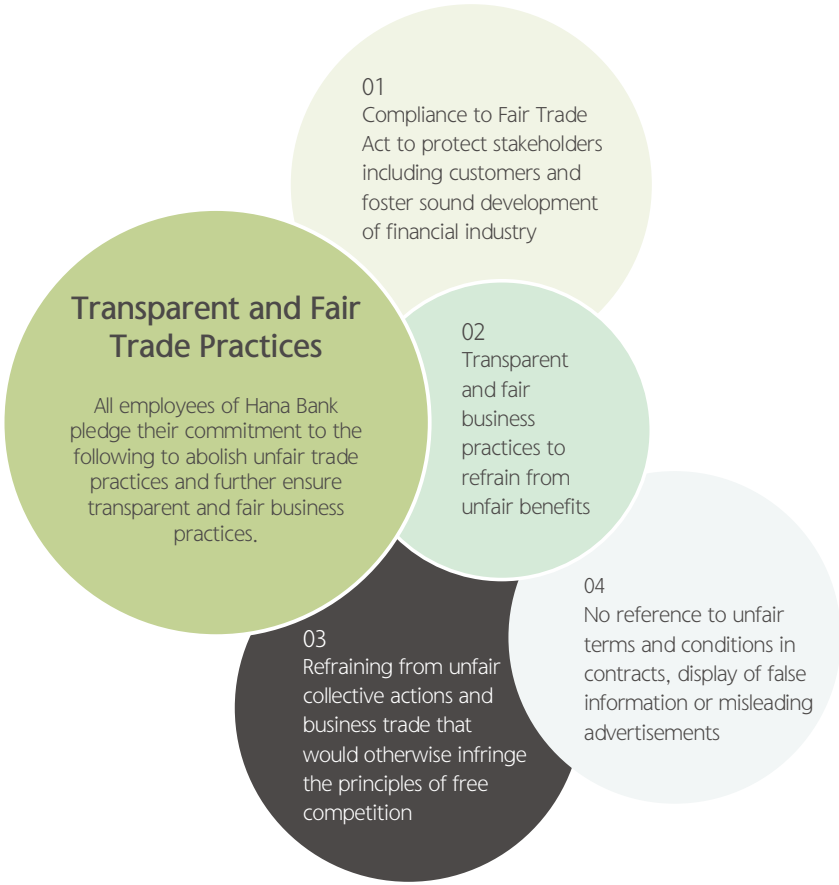 Transparent and Fair
Trade Practices
All employees of Hana Bank
pledge their commitment to the
following to abolish unfair trade
practices and further ensure
transparent and fair business
practices.
01
Compliance to Fair Trade
Act to protect stakeholders
including customers and
foster sound development
of financial industry
02
Transparent
and fair
business
practices to
refrain from
unfair benefits
03
Refraining from unfair
collective actions and
business trade that
would otherwise infringe
the principles of free
competition
04
No reference to unfair
terms and conditions in
contracts, display of false
information or misleading
advertisements